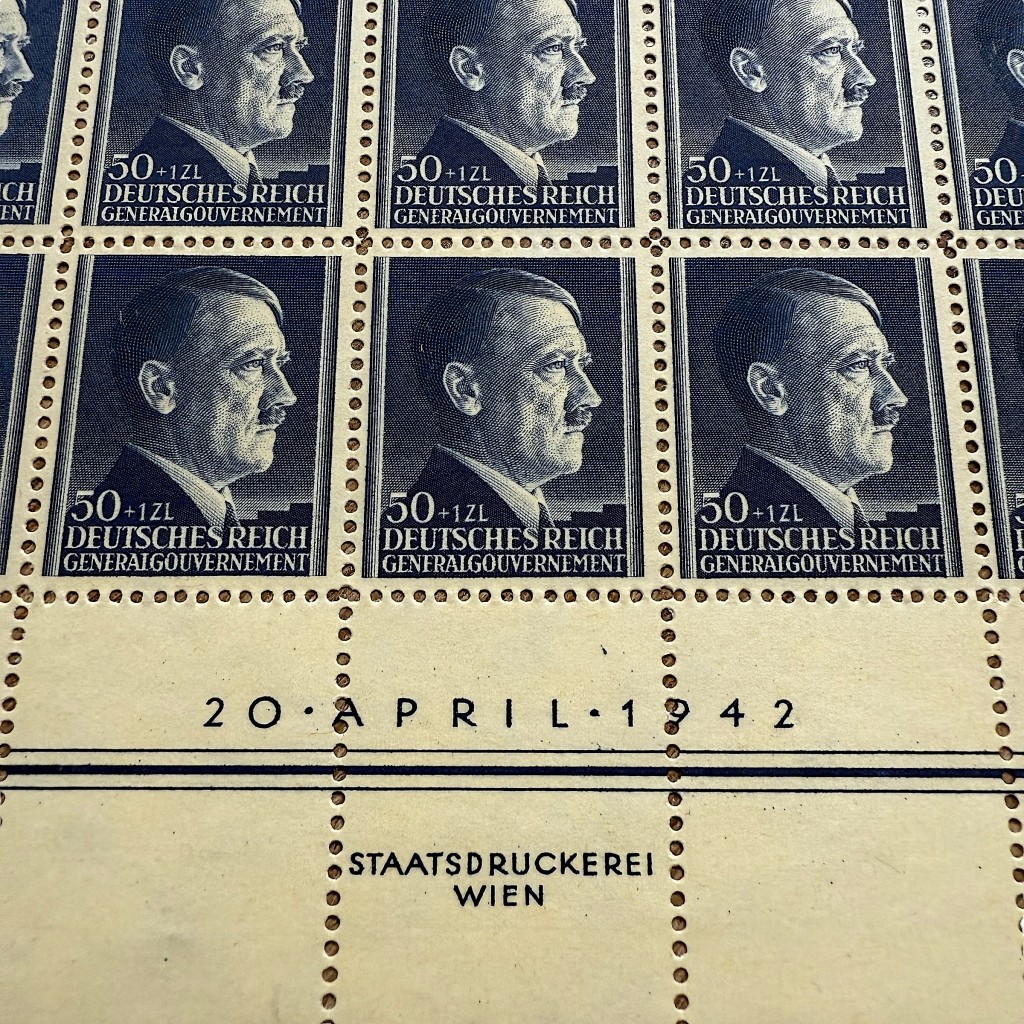 50+1ZL 50+1ZL 50+1ZL 50
DEUTSCHES REICH DEUTSCHES REICH DEUTSCHES REICH
GENERALGOUVERNEMENT GENERALGOUVERNEMENT GENERALGOUVERNEMENT
50+1ZL 50+1ZL 50+1ZL
DEUTSCHES REICH DEUTSCHES REICH DEUTSCHES REICH
GENERALGOUVERNEMENT GENERALGOUVERNEMENT GENERALGOUVERNEMENT
20·APRIL·1942
STAATSDRUCKEREI
WIEN